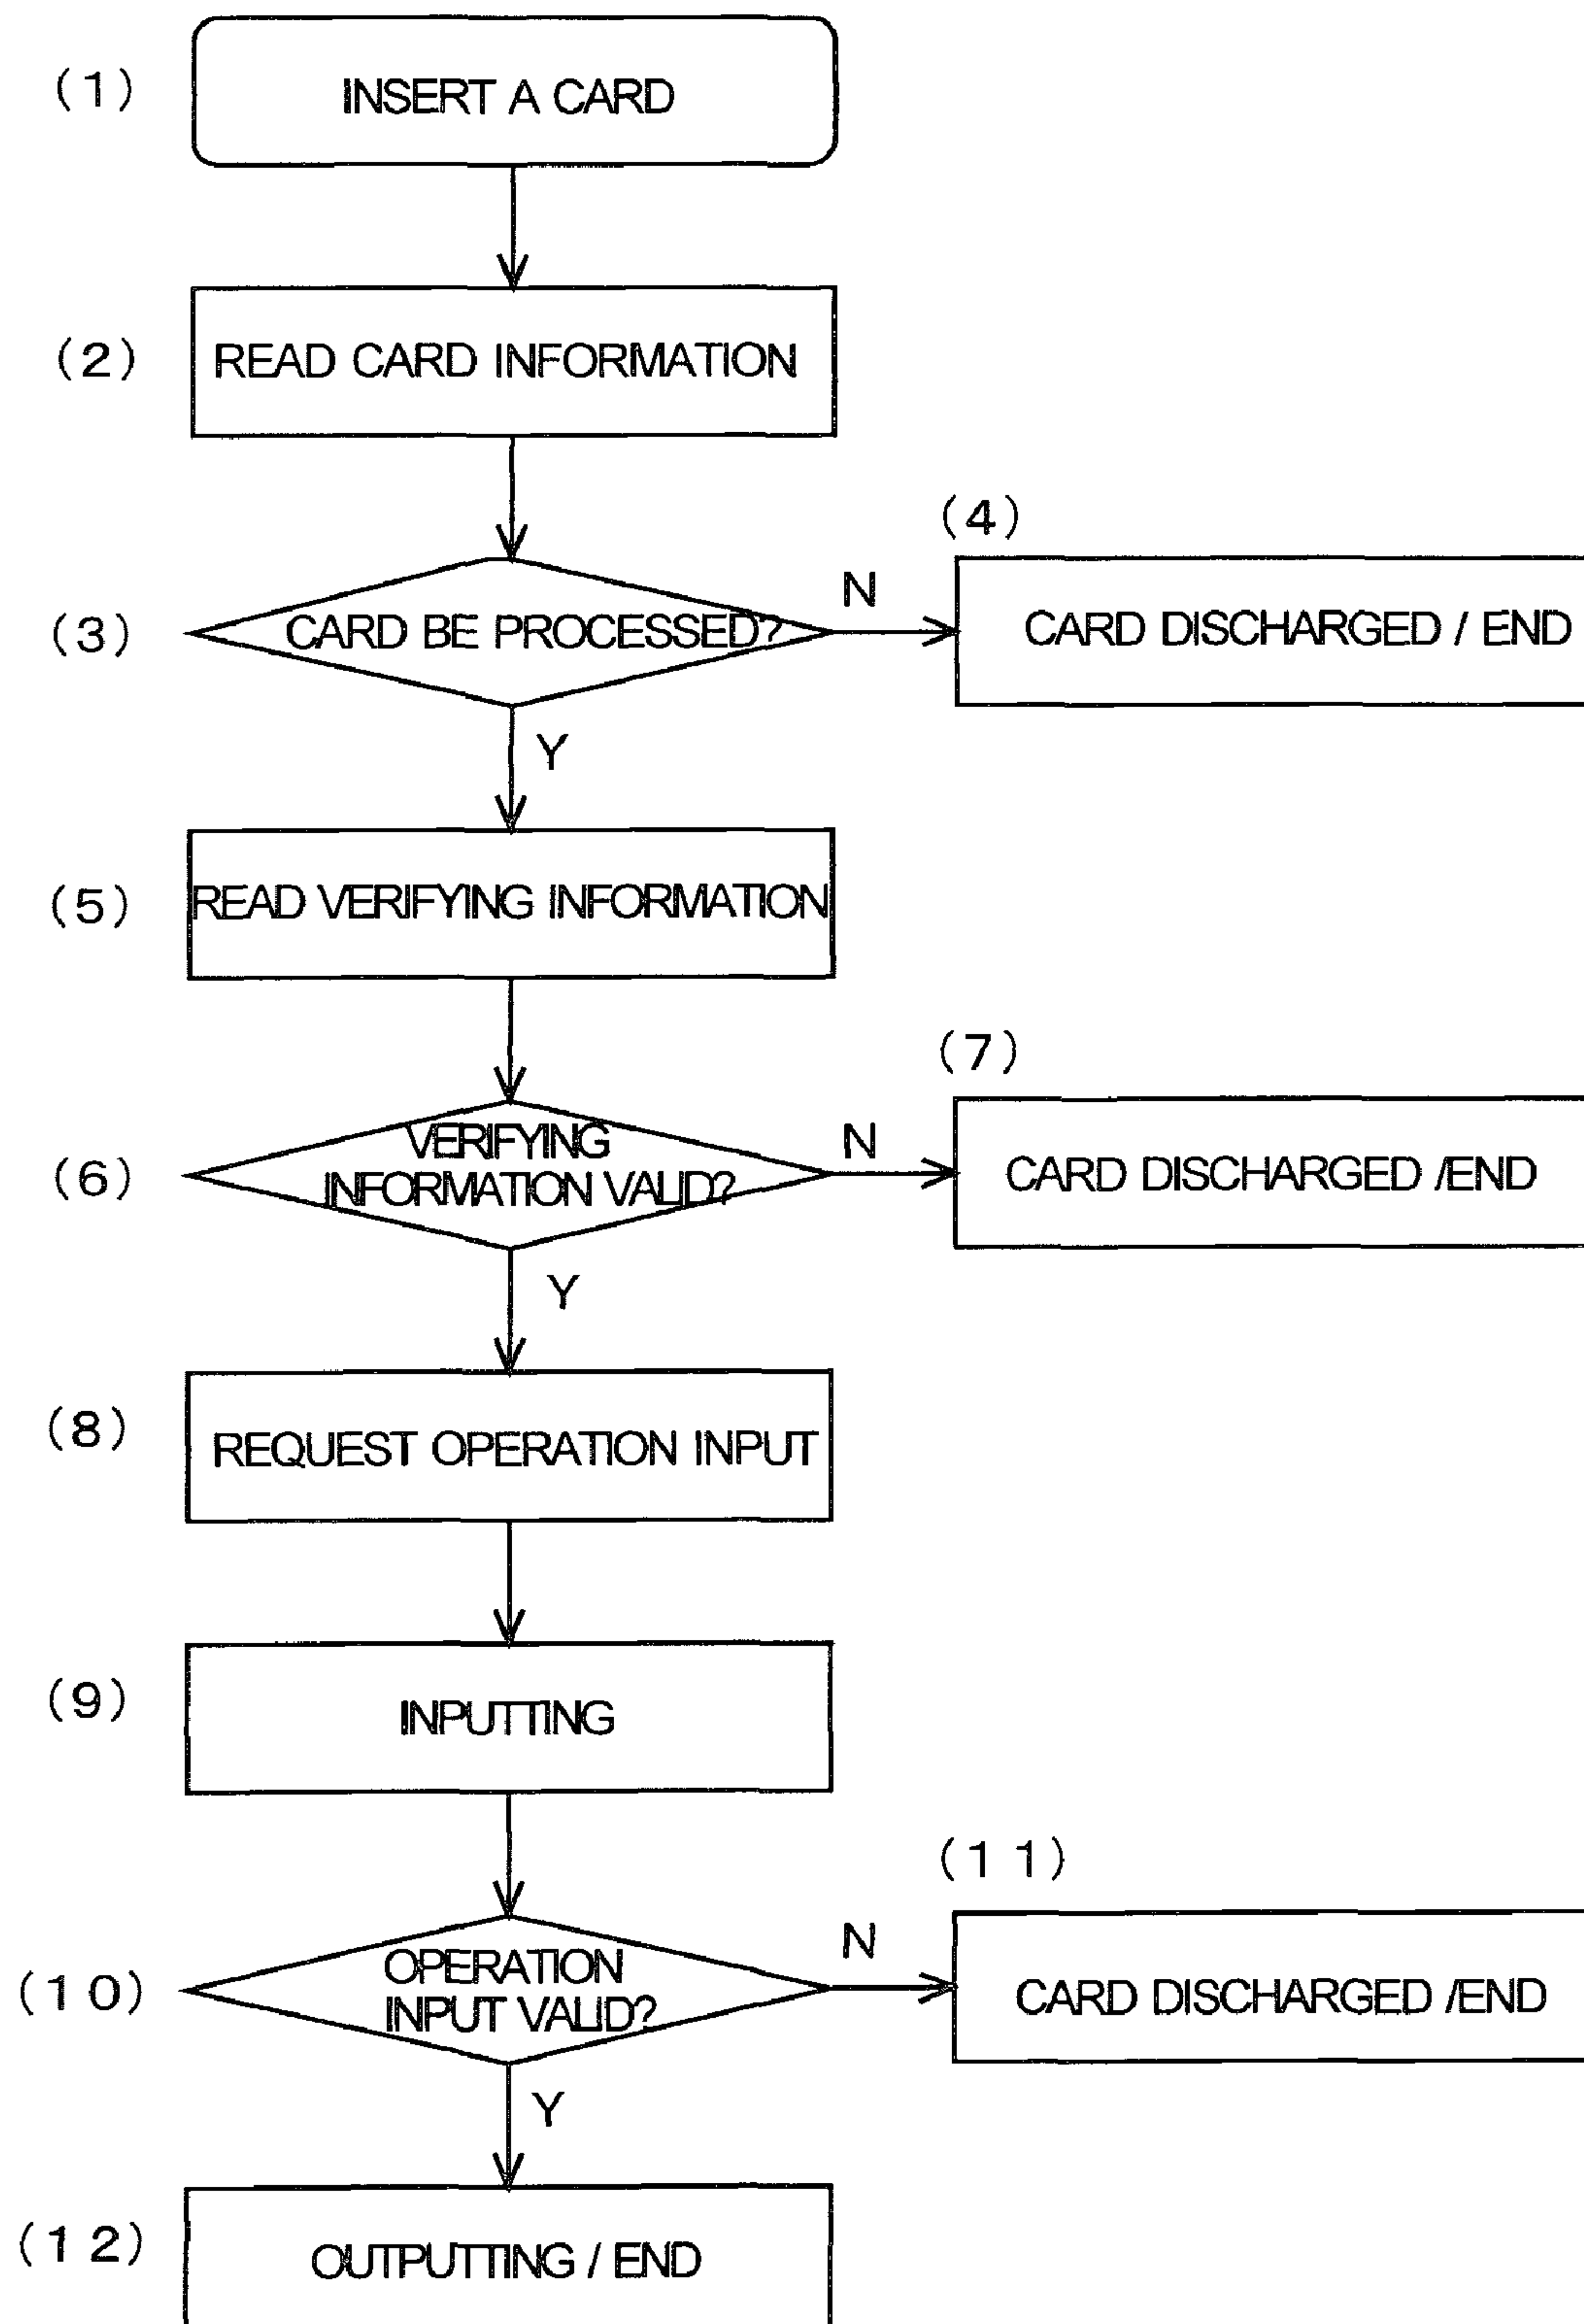 (1)
INSERT A CARD
(2)
READ CARD INFORMATION
(3)
CARD BE PROCESSED?
N
(4)
CARD DISCHARGED / END
Y
(5)
READ VERIFYING INFORMATION
(6)
VERIFYING
INFORMATION VALID?
N
(7)
CARD DISCHARGED /END
Y
(8)
REQUEST OPERATION INPUT
(9)
INPUTTING
(10)
OPERATION
INPUT VALID?
N
(11)
CARD DISCHARGED /END
Y
(12)
OUTPUTTING / END